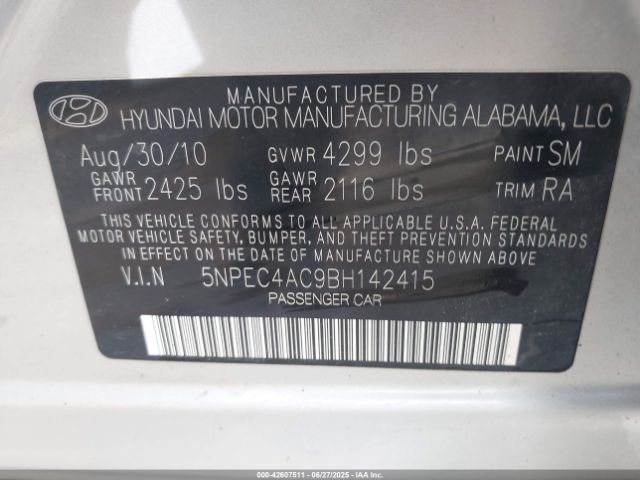 MANUFACTURED BY
HYUNDAI MOTOR MANUFACTURING ALABAMA, LLC
Aug/30/10 GVWR 4299 lbs PAINT SM
GAWR FRONT 2425 lbs GAWR REAR 2116 lbs TRIM RA
THIS VEHICLE CONFORMS TO ALL APPLICABLE U.S.A. FEDERAL
MOTOR VEHICLE SAFETY, BUMPER, AND THEFT PREVENTION STANDARDS
IN EFFECT ON THE DATE OF MANUFACTURE SHOWN ABOVE
V.I.N 5NPEC4AC9BH142415
PASSENGER CAR
000-42607511 - 06/27/2025 - IAAI.com